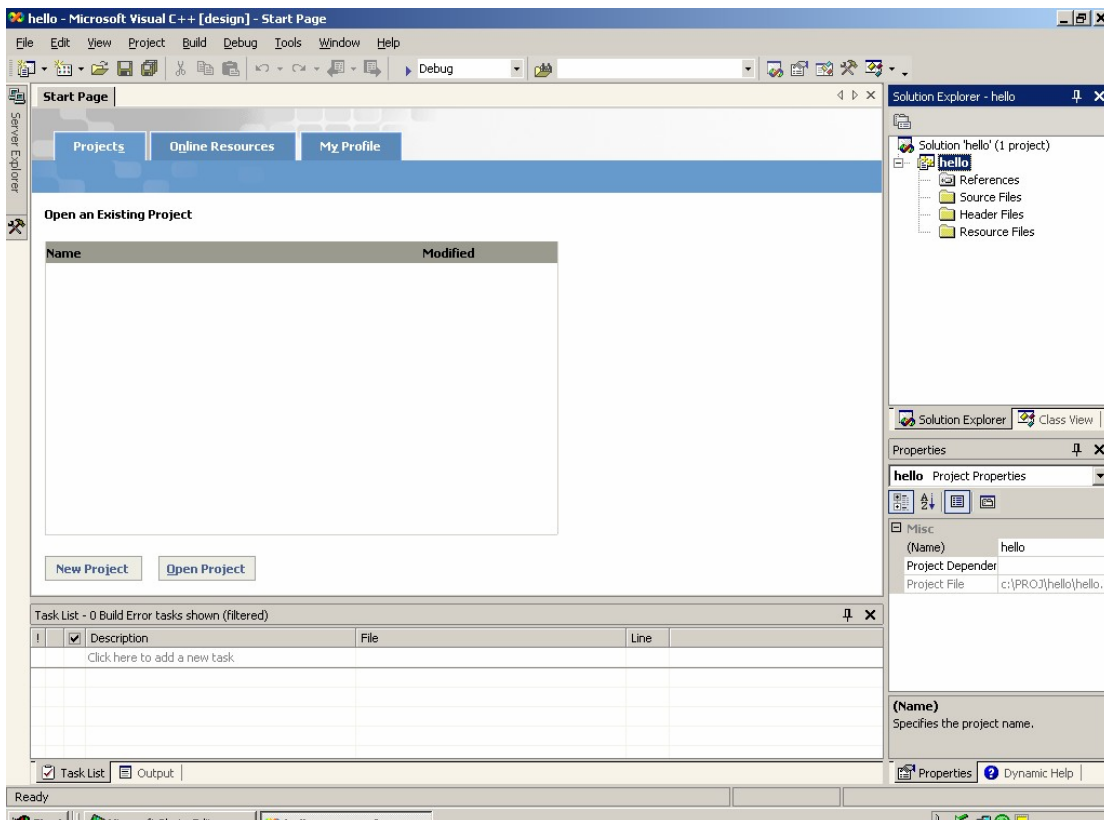 hello - Microsoft Visual C++ [design] - Start Page
File Edit View Project Build Debug Tools Window Help
Debug
Server Explorer
Start Page
Projects Online Resources My Profile
Open an Existing Project
Name Modified
New Project Open Project
Solution Explorer - hello
Solution 'hello' (1 project)
hello
References
Source Files
Header Files
Resource Files
Solution Explorer Class View
Properties
hello Project Properties
Misc
(Name) hello
Project Depender
Project File c:\PROJ\hello\hello.
(Name)
Specifies the project name.
Properties Dynamic Help
Task List - 0 Build Error tasks shown (filtered)
! Description File Line
Click here to add a new task
Task List Output
Ready